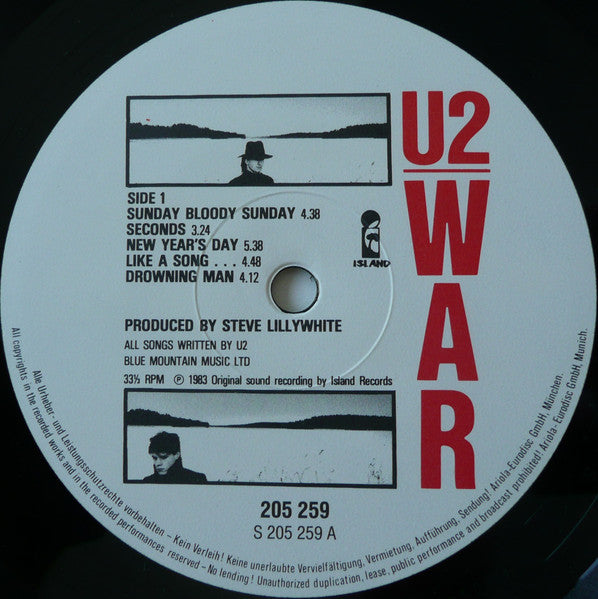 U2
WAR
SIDE 1
SUNDAY BLOODY SUNDAY 4.38
SECONDS 3.24
NEW YEAR'S DAY 5.38
LIKE A SONG . . . 4.48
DROWNING MAN 4.12
ISLAND
PRODUCED BY STEVE LILLYWHITE
ALL SONGS WRITTEN BY U2
BLUE MOUNTAIN MUSIC LTD
33⅓ RPM ℗ 1983 Original sound recording by Island Records
205 259
S 205 259 A
Alle Urheber- und Leistungsschutzrechte vorbehalten – Kein Verleih! Keine unerlaubte Vervielfältigung, Vermietung, Aufführung, Sendung! Ariola-Eurodisc GmbH, München.
All copyrights in the recorded works and in the recorded performances reserved – No lending! Unauthorized duplication, lease, public performance and broadcast prohibited! Ariola-Eurodisc GmbH, Munich.